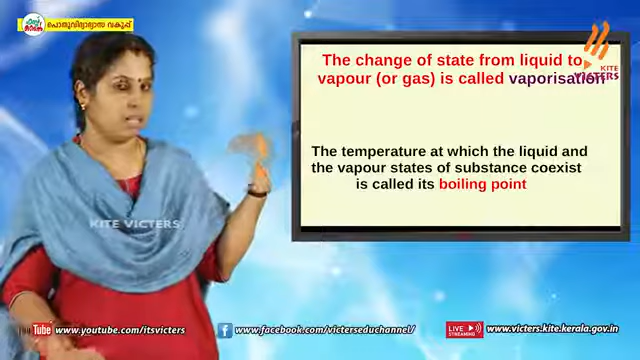 പൊതുവിദ്യാഭ്യാസ വകുപ്പ്
KITE
VICTERS
The change of state from liquid to
vapour (or gas) is called vaporisation
The temperature at which the liquid and
the vapour states of substance coexist
is called its boiling point
KITE VICTERS
YouTube www.youtube.com/itsvicters
f www.facebook.com/victerseduchannel/
LIVE STREAMING www.victers.kite.kerala.gov.in